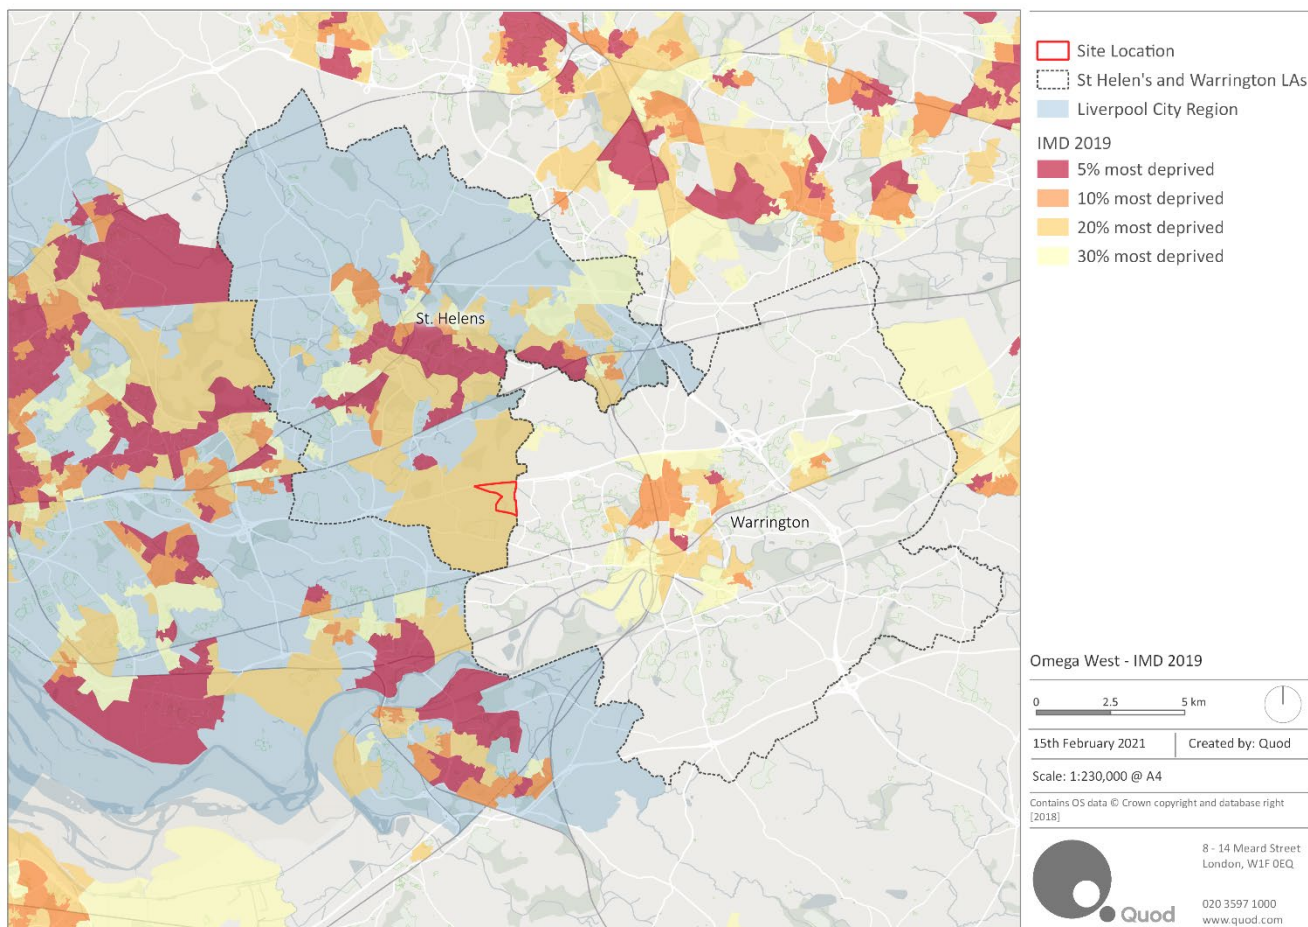 St. Helens
Warrington
Site Location
St Helen's and Warrington LAs
Liverpool City Region
IMD 2019
5% most deprived
10% most deprived
20% most deprived
30% most deprived
Omega West - IMD 2019
0 2.5 5 km
15th February 2021
Created by: Quod
Scale: 1:230,000 @ A4
Contains OS data © Crown copyright and database right
[2018]
8 - 14 Meard Street
London, W1F 0EQ
020 3597 1000
www.quod.com
Quod